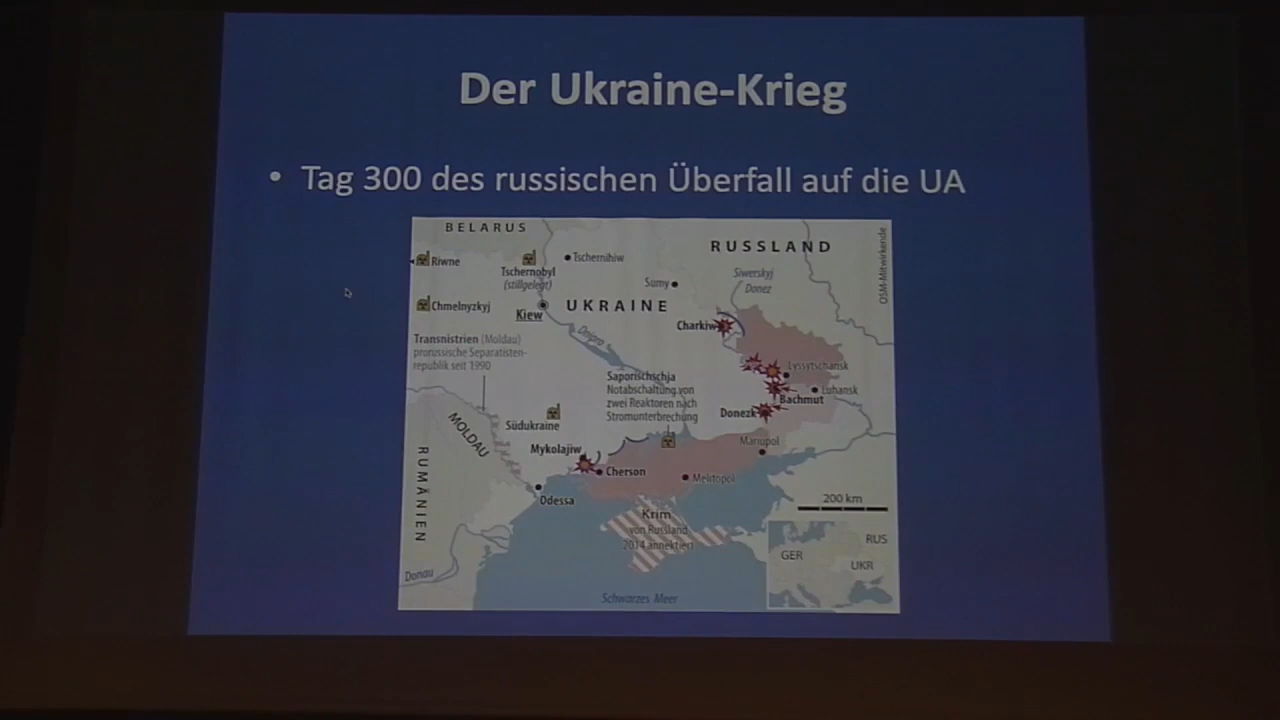 Der Ukraine-Krieg
• Tag 300 des russischen Überfall auf die UA
BELARUS
RUSSLAND
OSM-Mitwirkende
Riwne
Tschernobyl
(stillgelegt)
Tschernihiw
Sumy
Siwerskyj
Donez
Chmelnyzkyj
Kiew
UKRAINE
Charkiw
Dnipro
Transnistrien (Moldau)
prorussische Separatisten-
republik seit 1990
Saporischschja
Notabschaltung von
zwei Reaktoren nach
Stromunterbrechung
Lyssytschansk
Luhansk
Bachmut
Donezk
MOLDAU
Südukraine
Mykolajiw
Mariupol
RUMÄNIEN
Cherson
Melitopol
Odessa
200 km
Krim
von Russland
2014 annektiert
GER
RUS
UKR
Donau
Schwarzes Meer